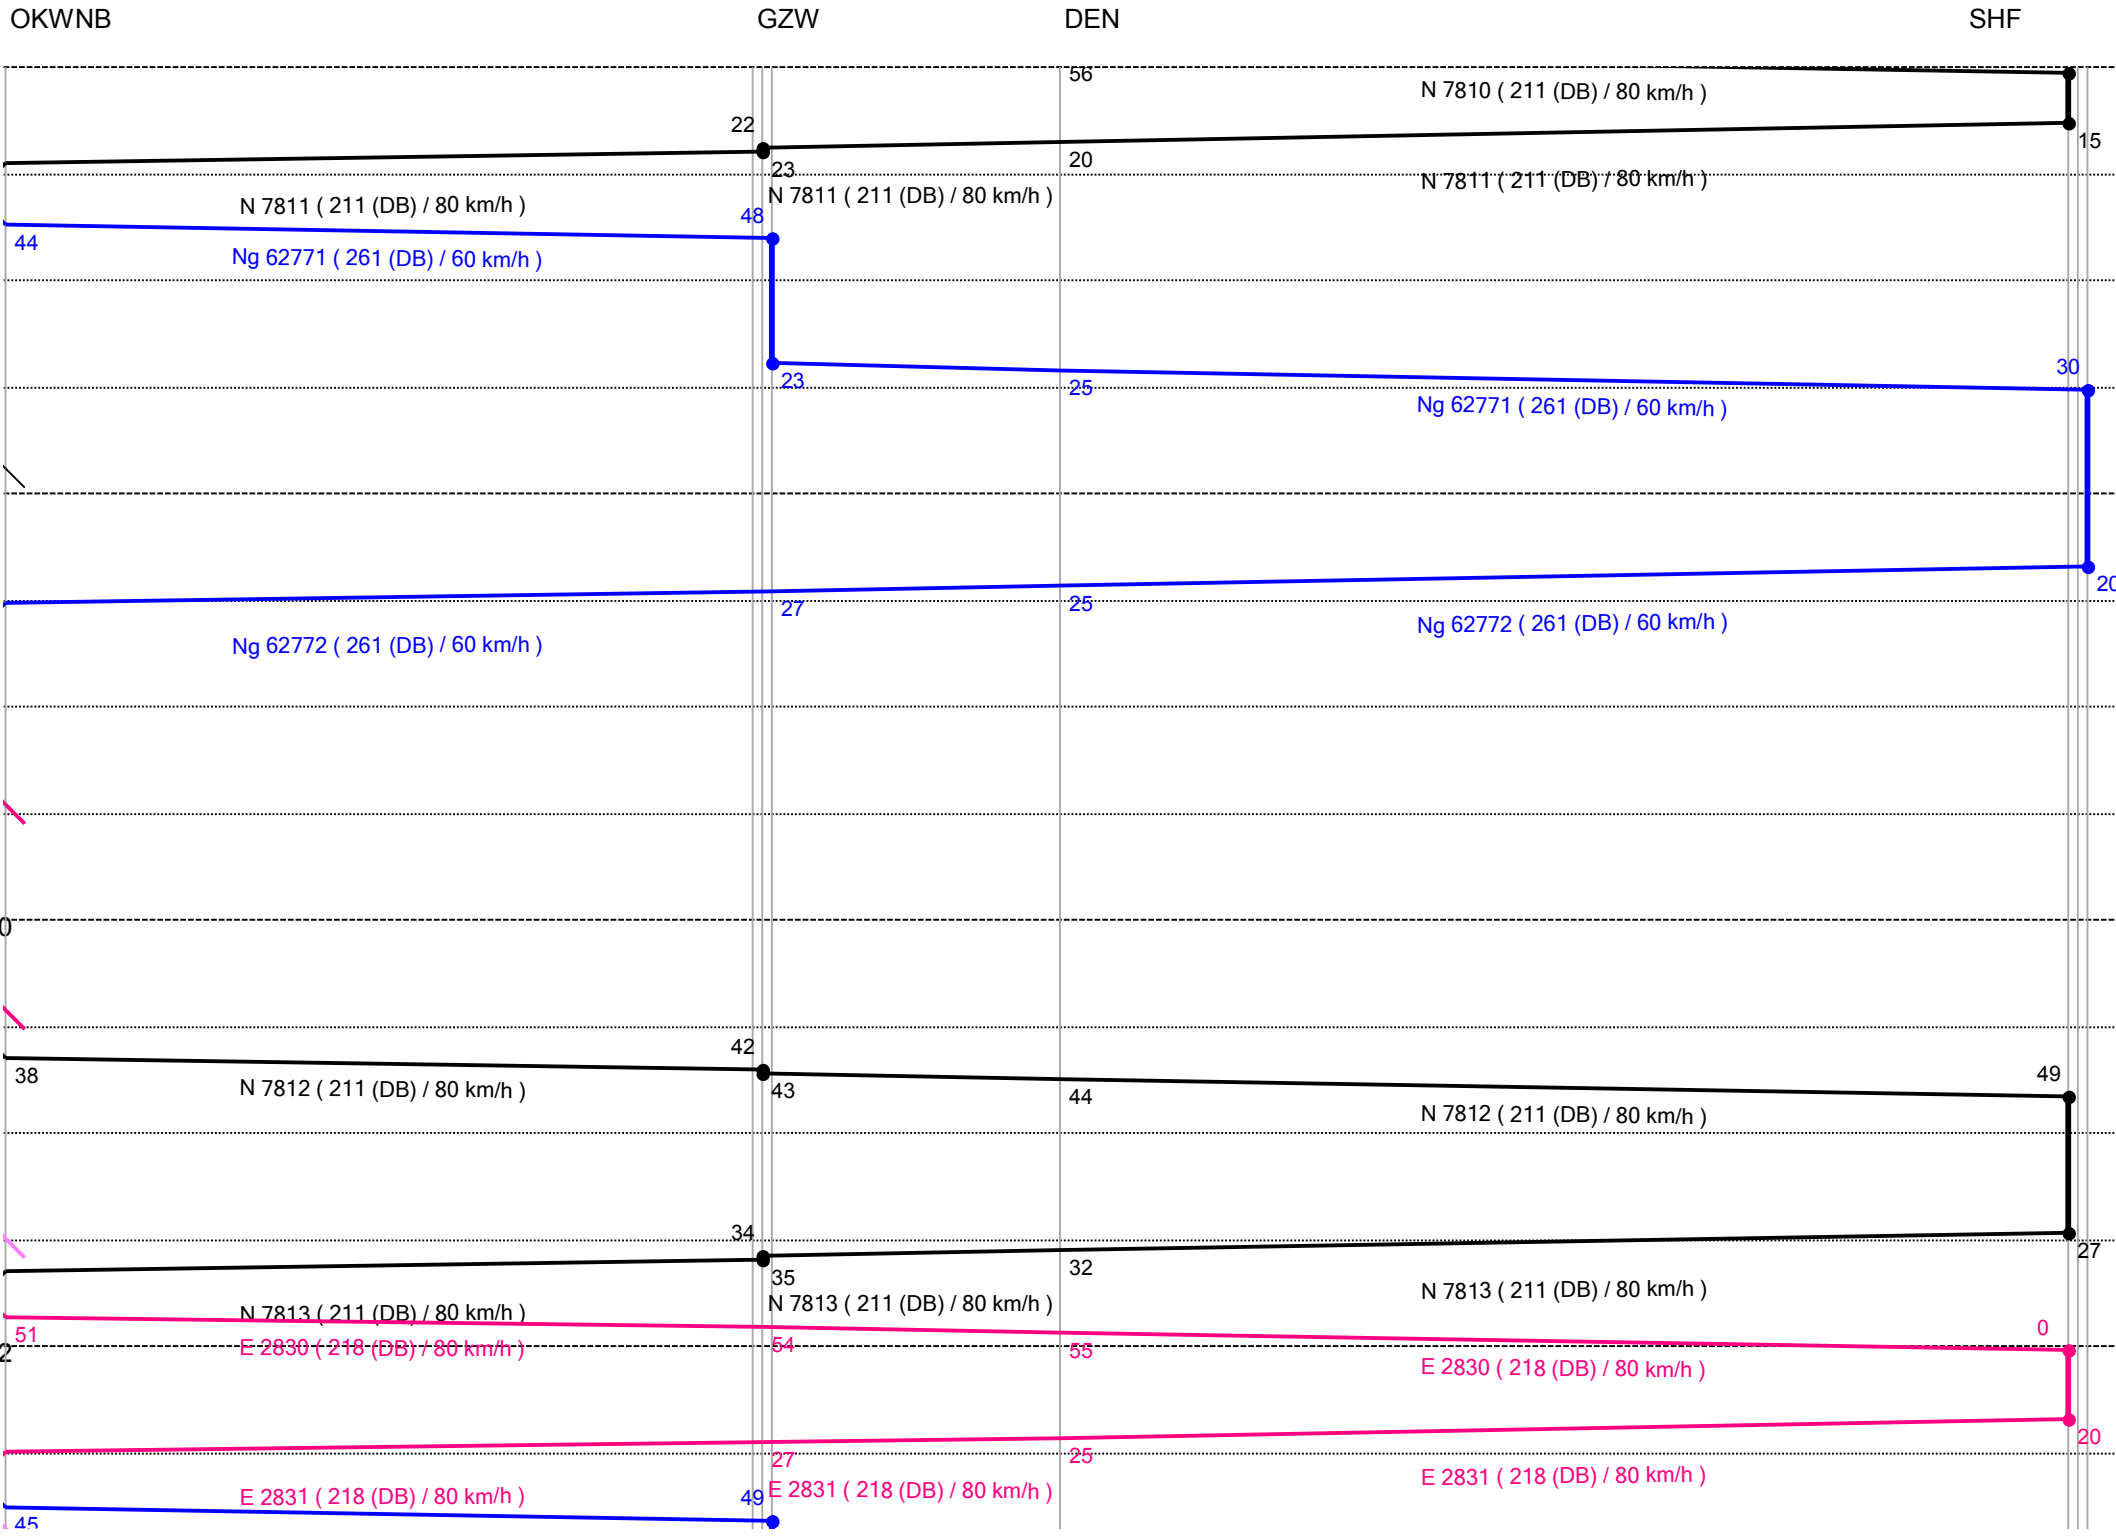 OKWNB GZW DEN SHF
56
N 7810 ( 211 (DB) / 80 km/h )
22
15
23 20
N 7811 ( 211 (DB) / 80 km/h ) N 7811 ( 211 (DB) / 80 km/h ) N 7811 ( 211 (DB) / 80 km/h )
48
44
Ng 62771 ( 261 (DB) / 60 km/h )
30
23 25
Ng 62771 ( 261 (DB) / 60 km/h )
20
27 25
Ng 62772 ( 261 (DB) / 60 km/h )
Ng 62772 ( 261 (DB) / 60 km/h )
0
42
38 49
N 7812 ( 211 (DB) / 80 km/h ) 43 44
N 7812 ( 211 (DB) / 80 km/h )
34
27
35 32
N 7813 ( 211 (DB) / 80 km/h ) N 7813 ( 211 (DB) / 80 km/h ) N 7813 ( 211 (DB) / 80 km/h )
51 0
2 E 2830 ( 218 (DB) / 80 km/h ) 54 55
E 2830 ( 218 (DB) / 80 km/h )
20
27 25
E 2831 ( 218 (DB) / 80 km/h ) E 2831 ( 218 (DB) / 80 km/h ) E 2831 ( 218 (DB) / 80 km/h )
49
45